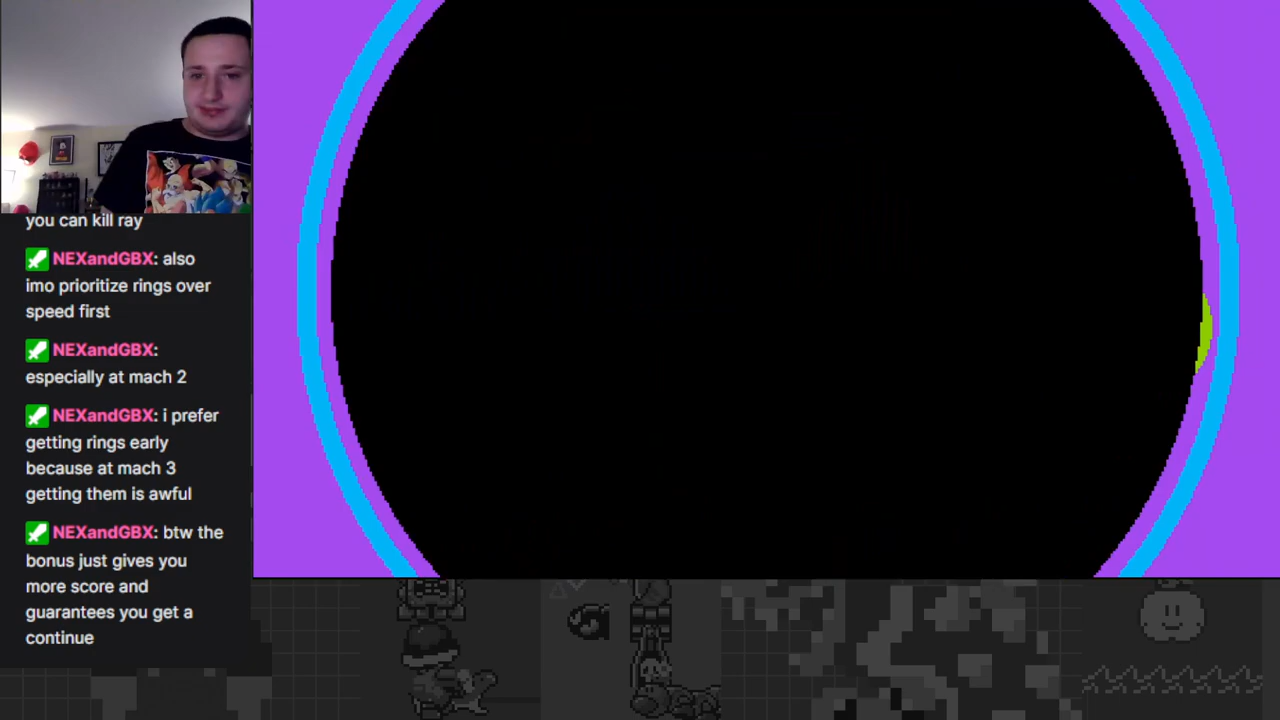 you can kill ray
NEXandGBX: also
imo prioritize rings over
speed first
NEXandGBX:
especially at mach 2
NEXandGBX: i prefer
getting rings early
because at mach 3
getting them is awful
NEXandGBX: btw the
bonus just gives you
more score and
guarantees you get a
continue